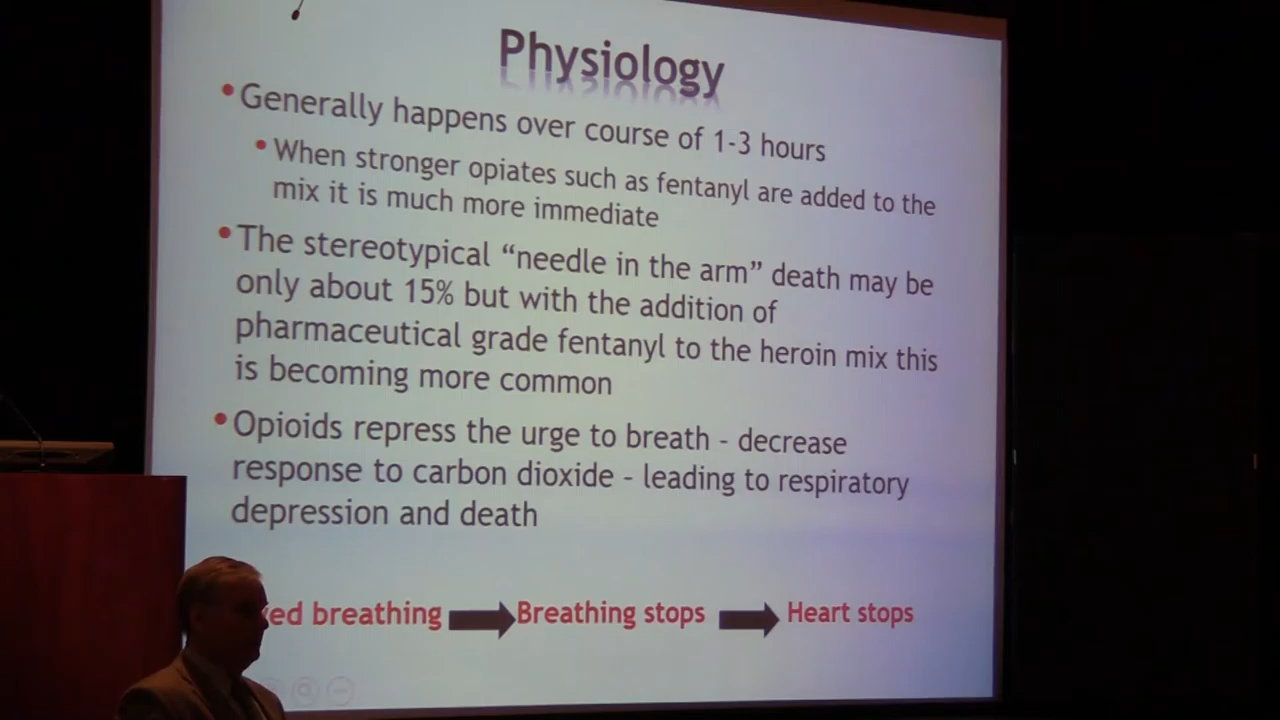 Physiology
• Generally happens over course of 1-3 hours
• When stronger opiates such as fentanyl are added to the
mix it is much more immediate
• The stereotypical “needle in the arm” death may be
only about 15% but with the addition of
pharmaceutical grade fentanyl to the heroin mix this
is becoming more common
• Opioids repress the urge to breath - decrease
response to carbon dioxide - leading to respiratory
depression and death
breathing Breathing stops Heart stops